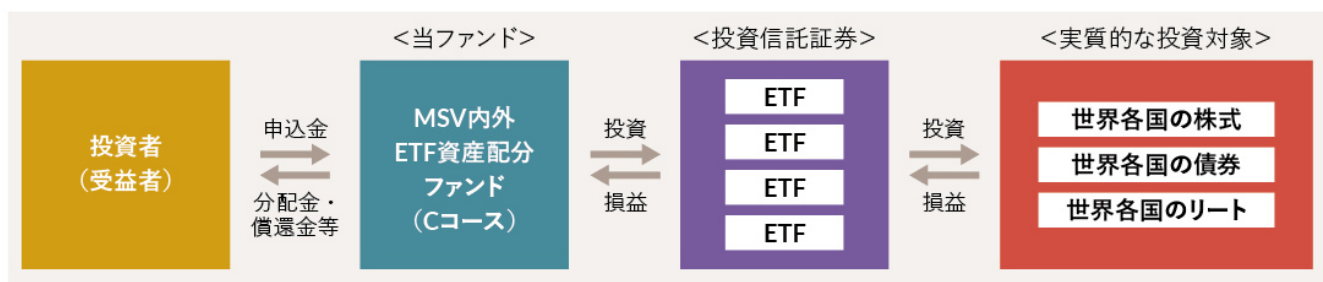 <当ファンド>
<投資信託証券>
<実質的な投資対象>
投資者
（受益者）
申込金
分配金・
償還金等
MSV内外
ETF資産配分
ファンド
（Cコース）
投資
損益
ETF
ETF
ETF
ETF
投資
損益
世界各国の株式
世界各国の債券
世界各国のリート